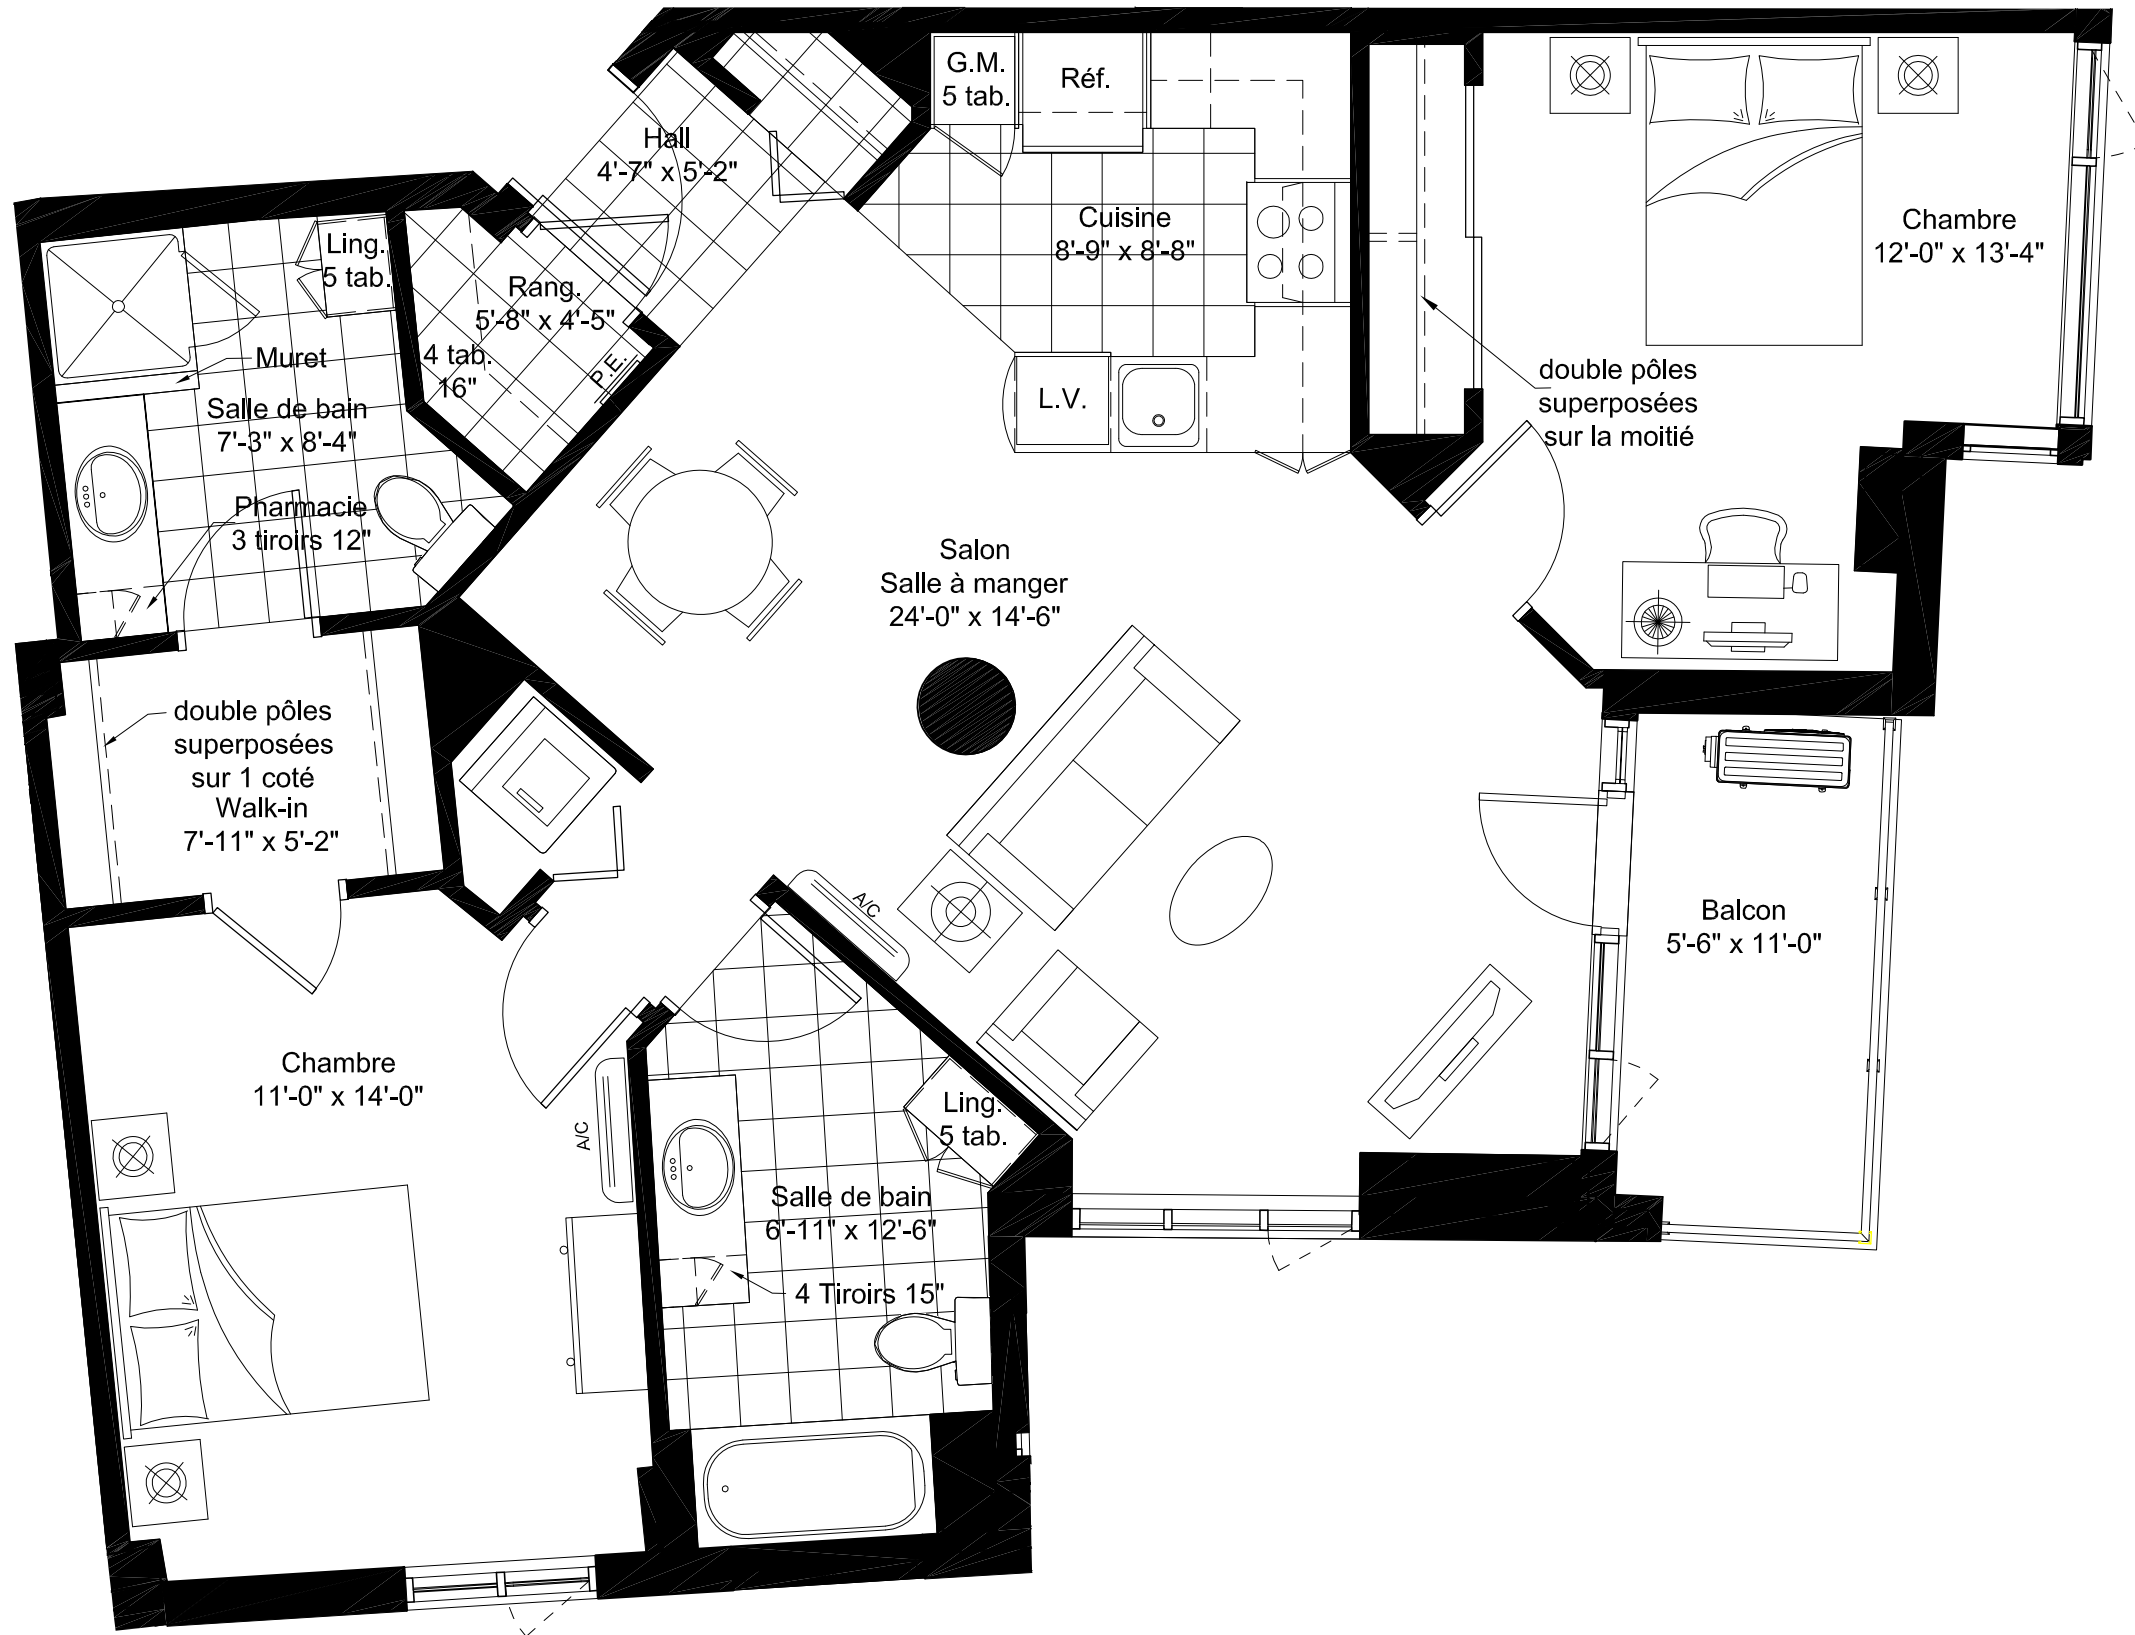 G.M.
5 tab.
Réf.
Hall
4'-7" x 5'-2"
Cuisine
8'-9" x 8'-8"
Chambre
12'-0" x 13'-4"
Ling.
5 tab.
Rang.
5'-8" x 4'-5"
4 tab.
16"
P.E.
Muret
Salle de bain
7'-3" x 8'-4"
L.V.
double pôles
superposées
sur la moitié
Pharmacie
3 tiroirs 12"
Salon
Salle à manger
24'-0" x 14'-6"
double pôles
superposées
sur 1 coté
Walk-in
7'-11" x 5'-2"
A/C
Balcon
5'-6" x 11'-0"
Chambre
11'-0" x 14'-0"
A/C
Ling.
5 tab.
Salle de bain
6'-11" x 12'-6"
4 Tiroirs 15"